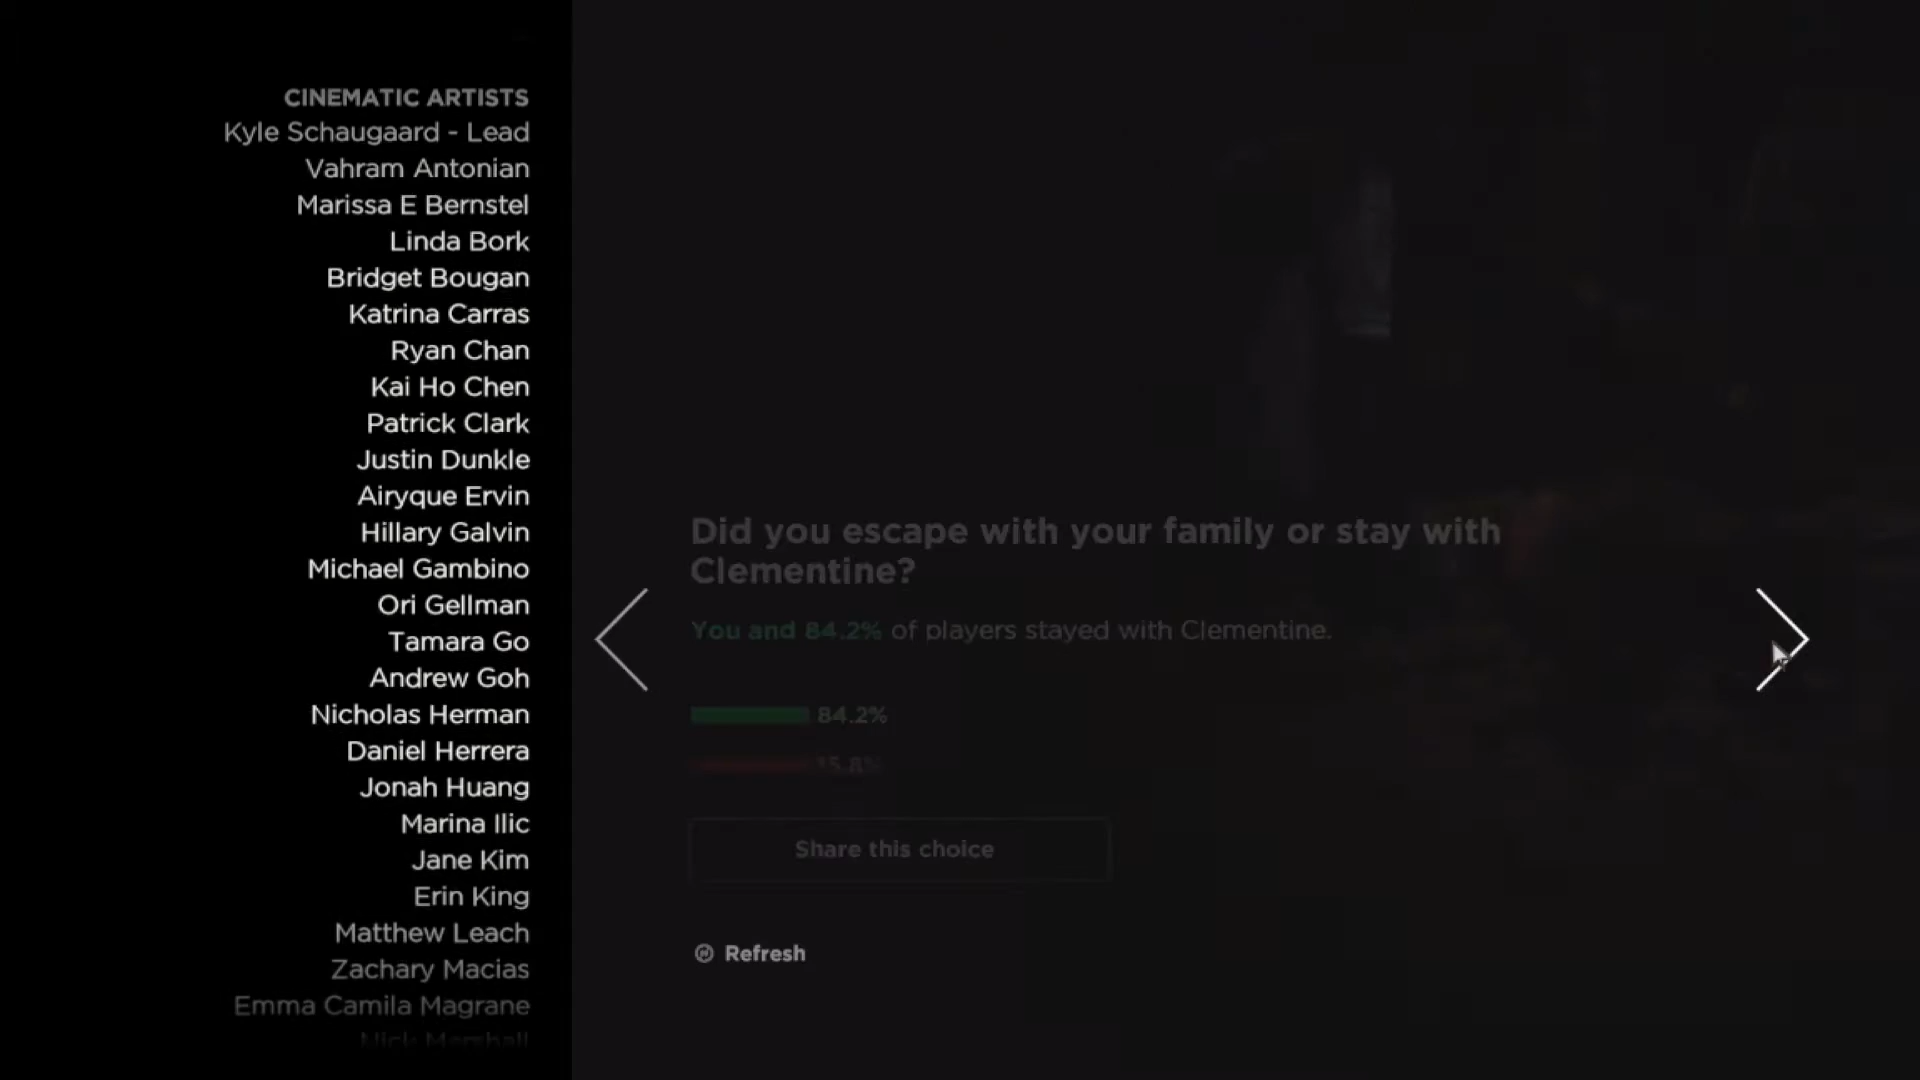 CINEMATIC ARTISTS
Kyle Schaugaard - Lead
Vahram Antonian
Marissa E Bernstel
Linda Bork
Bridget Bougan
Katrina Carras
Ryan Chan
Kai Ho Chen
Patrick Clark
Justin Dunkle
Airyque Ervin
Hillary Galvin
Michael Gambino
Ori Gellman
Tamara Go
Andrew Goh
Nicholas Herman
Daniel Herrera
Jonah Huang
Marina Ilic
Jane Kim
Erin King
Matthew Leach
Zachary Macias
Emma Camila Magrane
Did you escape with your family or stay with
Clementine?
You and 84.2% of players stayed with Clementine.
84.2%
15.8%
Share this choice
Refresh